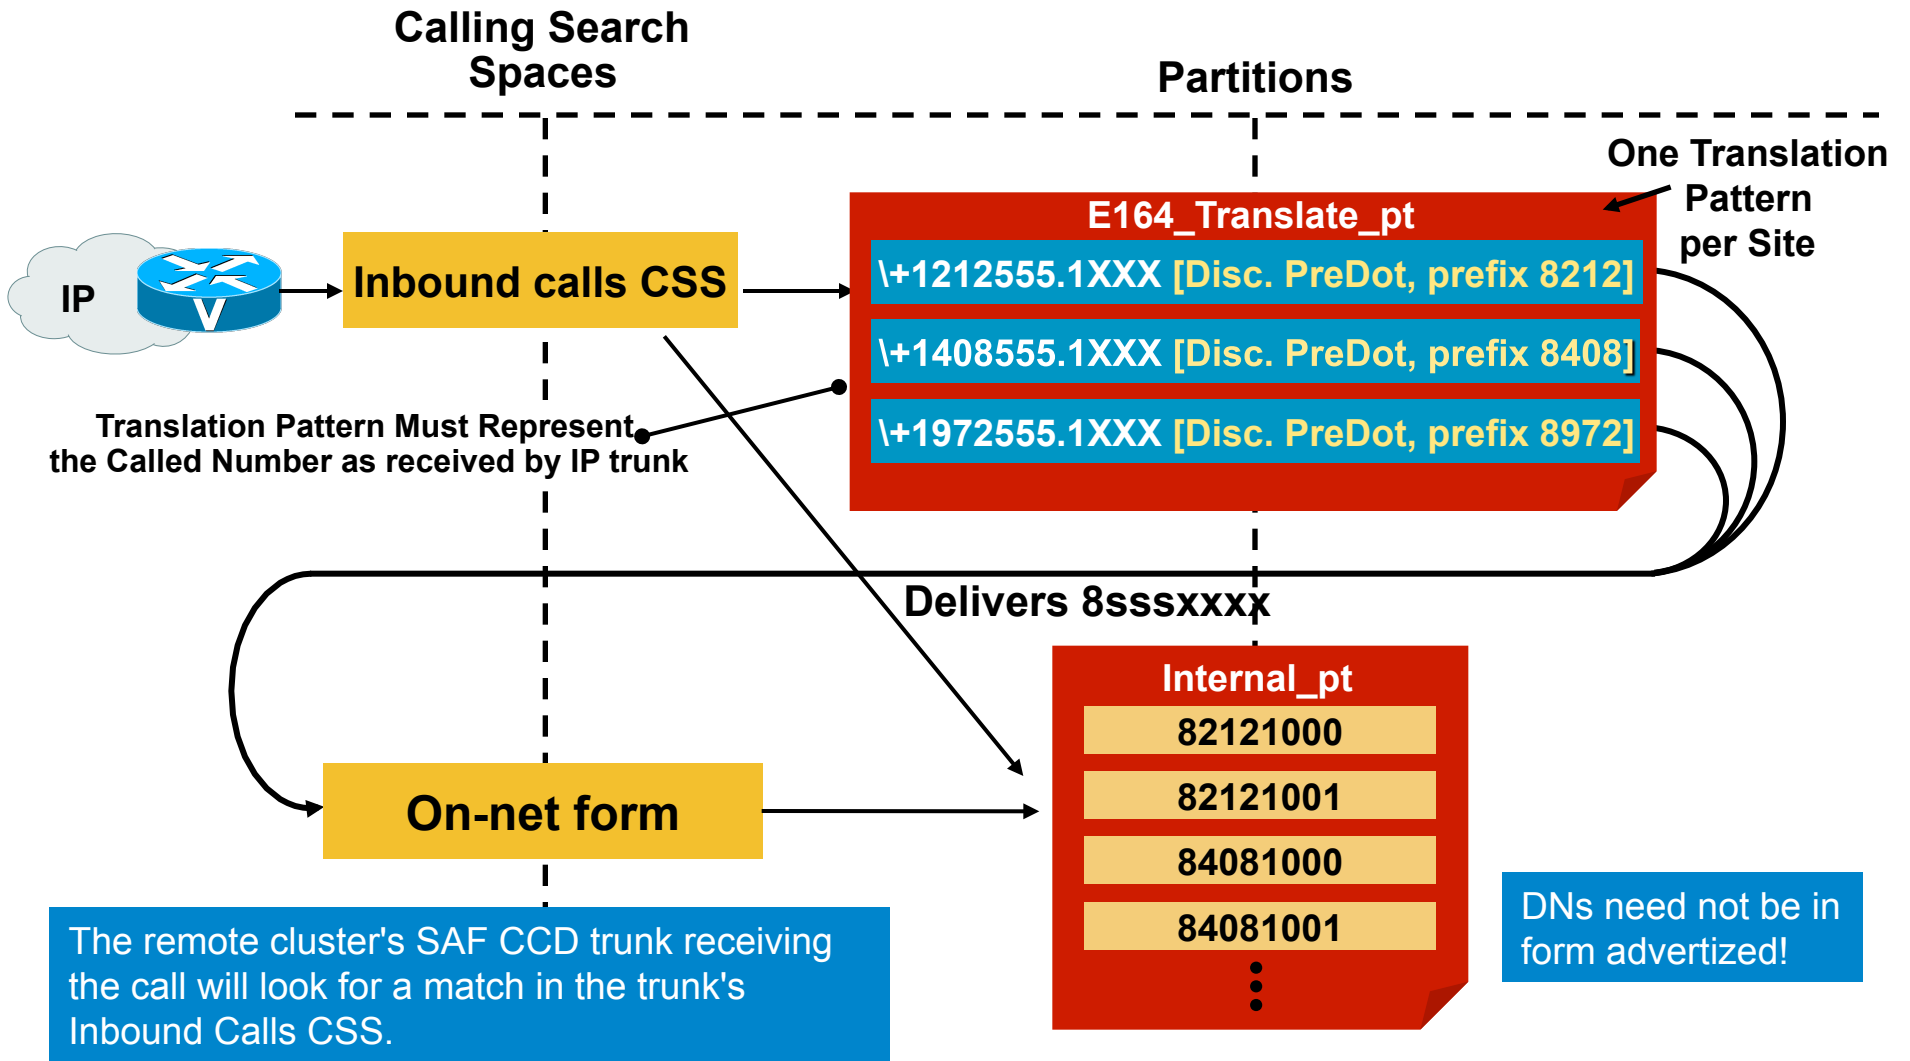 Calling Search
Spaces
Partitions
One Translation
Pattern
per Site
E164_Translate_pt
\+1212555.1XXX [Disc. PreDot, prefix 8212]
\+1408555.1XXX [Disc. PreDot, prefix 8408]
\+1972555.1XXX [Disc. PreDot, prefix 8972]
IP
V
Inbound calls CSS
Translation Pattern Must Represent
the Called Number as received by IP trunk
Delivers 8sssxxxx
Internal_pt
82121000
82121001
84081000
84081001
On-net form
The remote cluster's SAF CCD trunk receiving
the call will look for a match in the trunk's
Inbound Calls CSS.
DNs need not be in
form advertized!